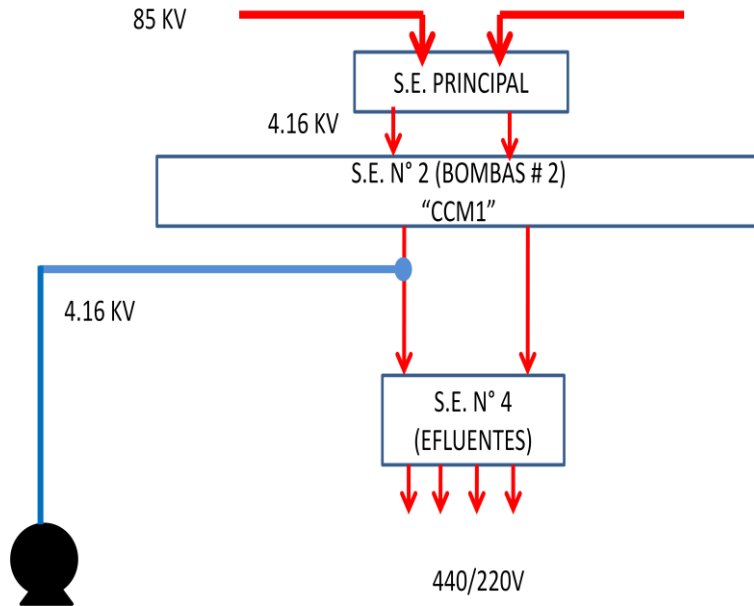 85 KV
S.E. PRINCIPAL
4.16 KV
S.E. N° 2 (BOMBAS # 2)
“CCM1”
4.16 KV
S.E. N° 4
(EFLUENTES)
440/220V